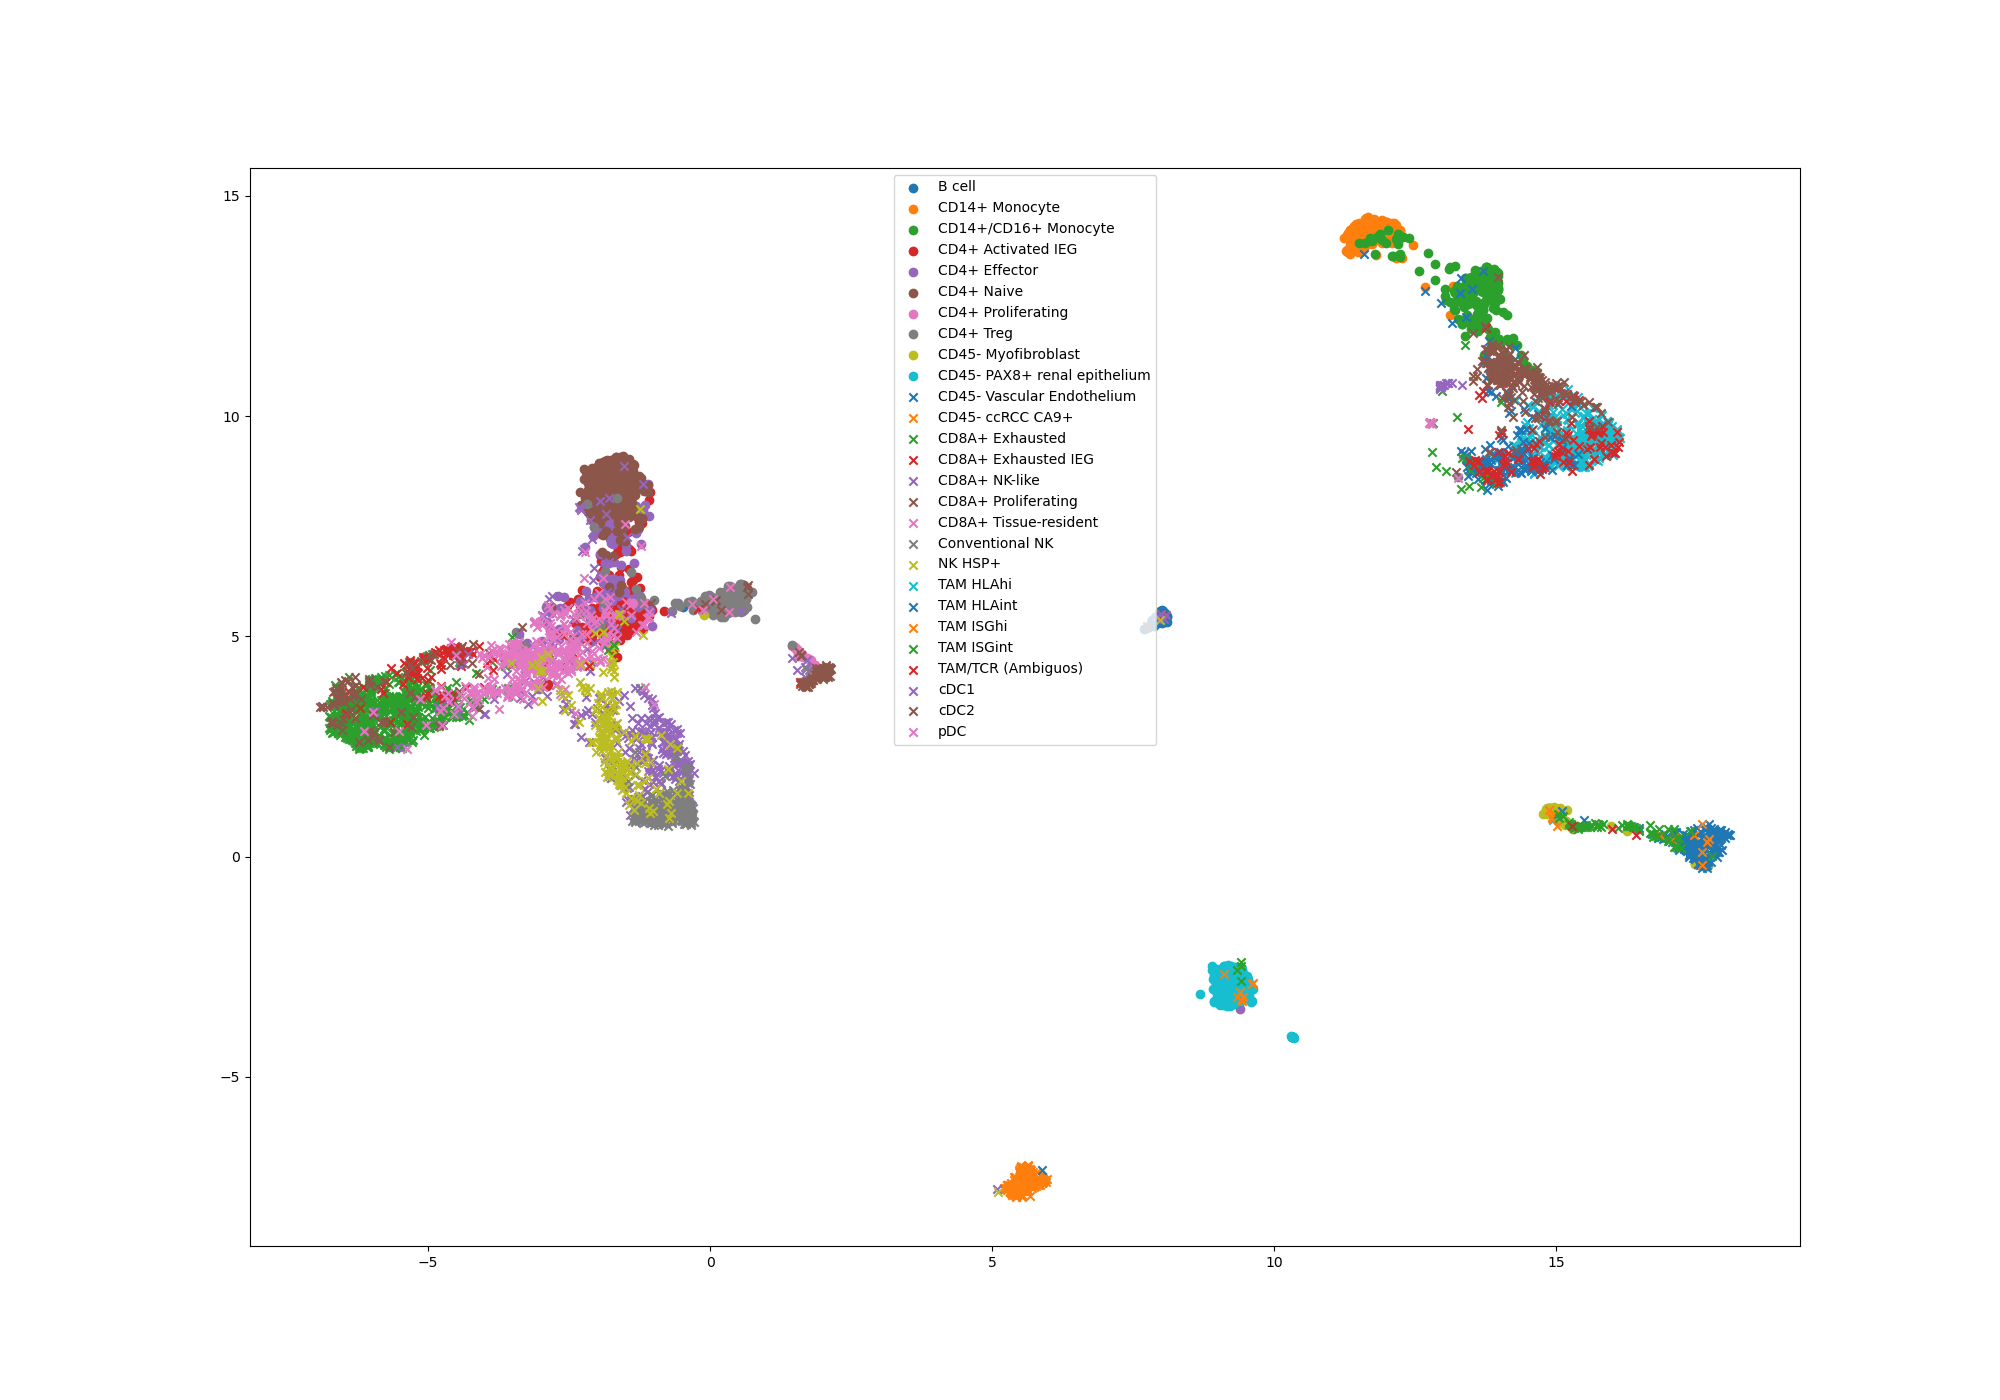 15
10
5
0
−5
−5
0
5
10
15
B cell
CD14+ Monocyte
CD14+/CD16+ Monocyte
CD4+ Activated IEG
CD4+ Effector
CD4+ Naive
CD4+ Proliferating
CD4+ Treg
CD45- Myofibroblast
CD45- PAX8+ renal epithelium
CD45- Vascular Endothelium
CD45- ccRCC CA9+
CD8A+ Exhausted
CD8A+ Exhausted IEG
CD8A+ NK-like
CD8A+ Proliferating
CD8A+ Tissue-resident
Conventional NK
NK HSP+
TAM HLAhi
TAM HLAint
TAM ISGhi
TAM ISGint
TAM/TCR (Ambiguos)
cDC1
cDC2
pDC